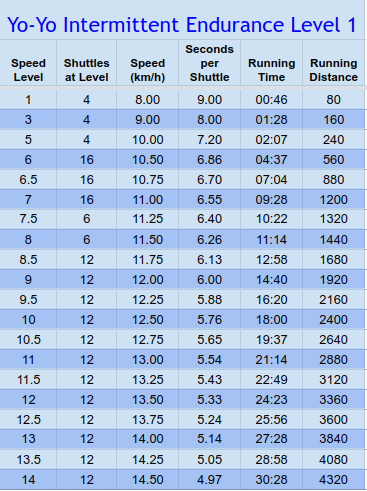 Yo-Yo Intermittent Endurance Level 1
Speed Level Shuttles at Level Speed (km/h) Seconds per Shuttle Running Time Running Distance
1 4 8.00 9.00 00:46 80
3 4 9.00 8.00 01:28 160
5 4 10.00 7.20 02:07 240
6 16 10.50 6.86 04:37 560
6.5 16 10.75 6.70 07:04 880
7 16 11.00 6.55 09:28 1200
7.5 6 11.25 6.40 10:22 1320
8 6 11.50 6.26 11:14 1440
8.5 12 11.75 6.13 12:58 1680
9 12 12.00 6.00 14:40 1920
9.5 12 12.25 5.88 16:20 2160
10 12 12.50 5.76 18:00 2400
10.5 12 12.75 5.65 19:37 2640
11 12 13.00 5.54 21:14 2880
11.5 12 13.25 5.43 22:49 3120
12 12 13.50 5.33 24:23 3360
12.5 12 13.75 5.24 25:56 3600
13 12 14.00 5.14 27:28 3840
13.5 12 14.25 5.05 28:58 4080
14 12 14.50 4.97 30:28 4320